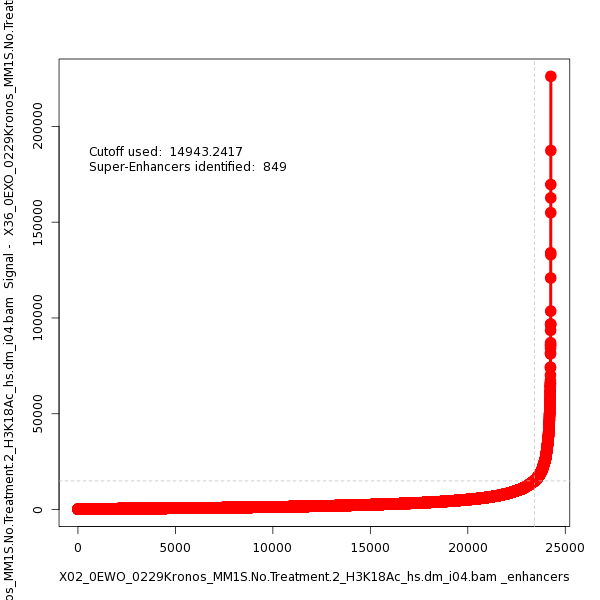 Cutoff used:  14943.2417
Super-Enhancers identified:  849
os_MM1S.No.Treatment.2_H3K18Ac_hs.dm_i04.bam  Signal -  X36_0EXO_0229Kronos_MM1S.No.Treat
0
50000
100000
150000
200000
0 5000 10000 15000 20000 25000
X02_0EWO_0229Kronos_MM1S.No.Treatment.2_H3K18Ac_hs.dm_i04.bam _enhancers